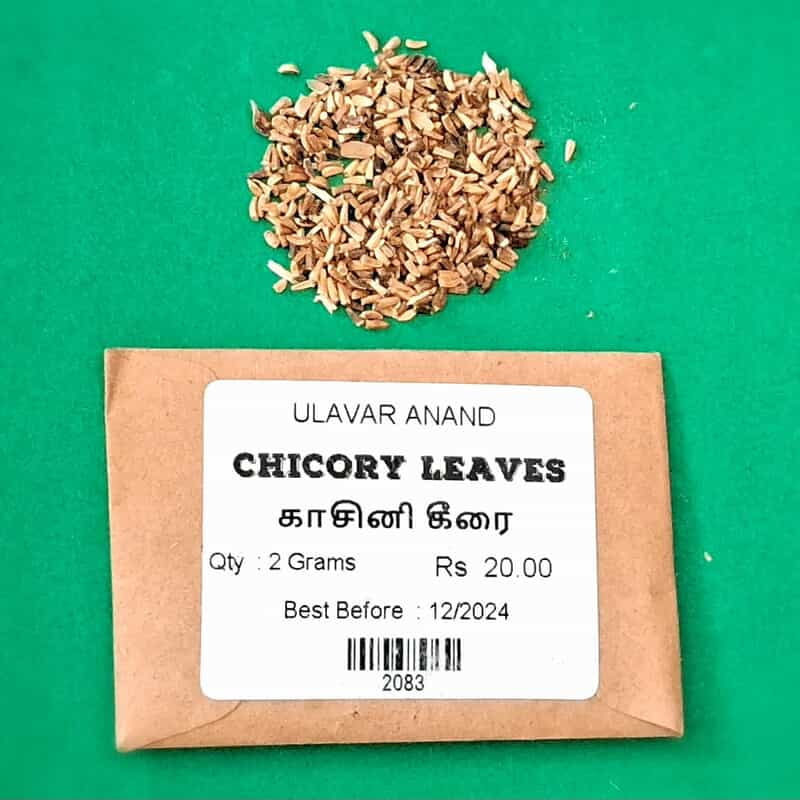 ULAVAR ANAND
CHICORY LEAVES
காசினி கீரை
Qty : 2 Grams Rs 20.00
Best Before : 12/2024
2083